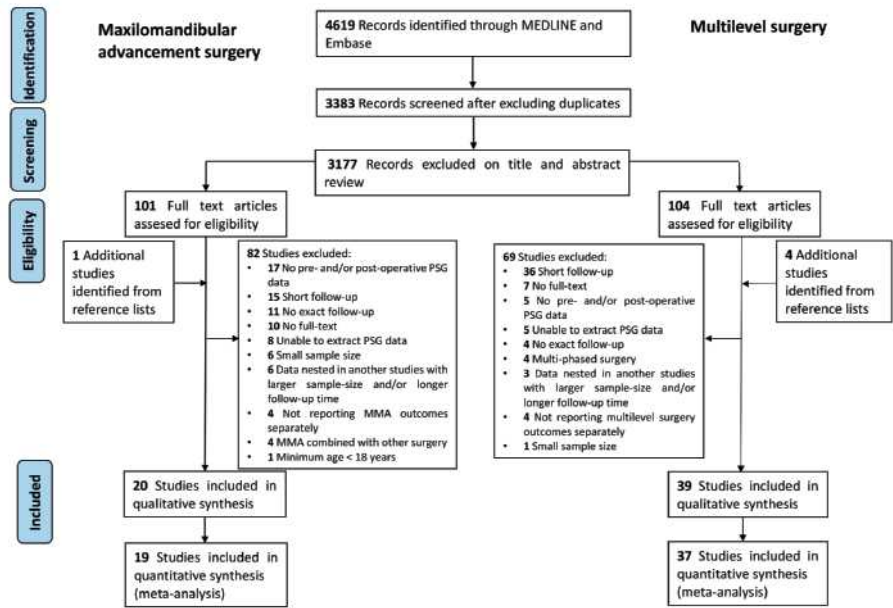 Maxilomandibular
advancement surgery
4619 Records identified through MEDLINE and
Embase
Multilevel surgery
Identification
3383 Records screened after excluding duplicates
Screening
3177 Records excluded on title and abstract
review
Eligibility
101 Full text articles
assesed for eligibility
104 Full text articles
assessed for eligibility
1 Additional
studies
identified from
reference lists
82 Studies excluded:
• 17 No pre- and/or post-operative PSG
data
• 15 Short follow-up
• 11 No exact follow-up
• 10 No full-text
• 8 Unable to extract PSG data
• 6 Small sample size
• 6 Data nested in another studies with
larger sample-size and/or longer
follow-up time
• 4 Not reporting MMA outcomes
separately
• 4 MMA combined with other surgery
• 1 Minimum age < 18 years
69 Studies excluded:
• 36 Short follow-up
• 7 No full-text
• 5 No pre- and/or post-operative
PSG data
• 5 Unable to extract PSG data
• 4 No exact follow-up
• 4 Multi-phased surgery
• 3 Data nested in another studies
with larger sample-size and/or
longer follow-up time
• 4 Not reporting multilevel surgery
outcomes separately
• 1 Small sample size
4 Additional
studies
identified from
reference lists
Included
20 Studies included in
qualitative synthesis
39 Studies included in
qualitative synthesis
19 Studies included in
quantitative synthesis
(meta-analysis)
37 Studies included in
quantitative synthesis
(meta-analysis)